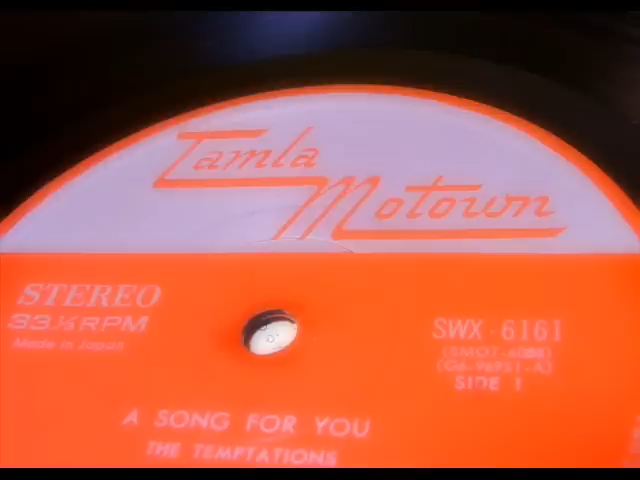 Tamla
Motown
STEREO
33⅓RPM
Made in Japan
SWX-6161
SIDE 1
A SONG FOR YOU
THE TEMPTATIONS